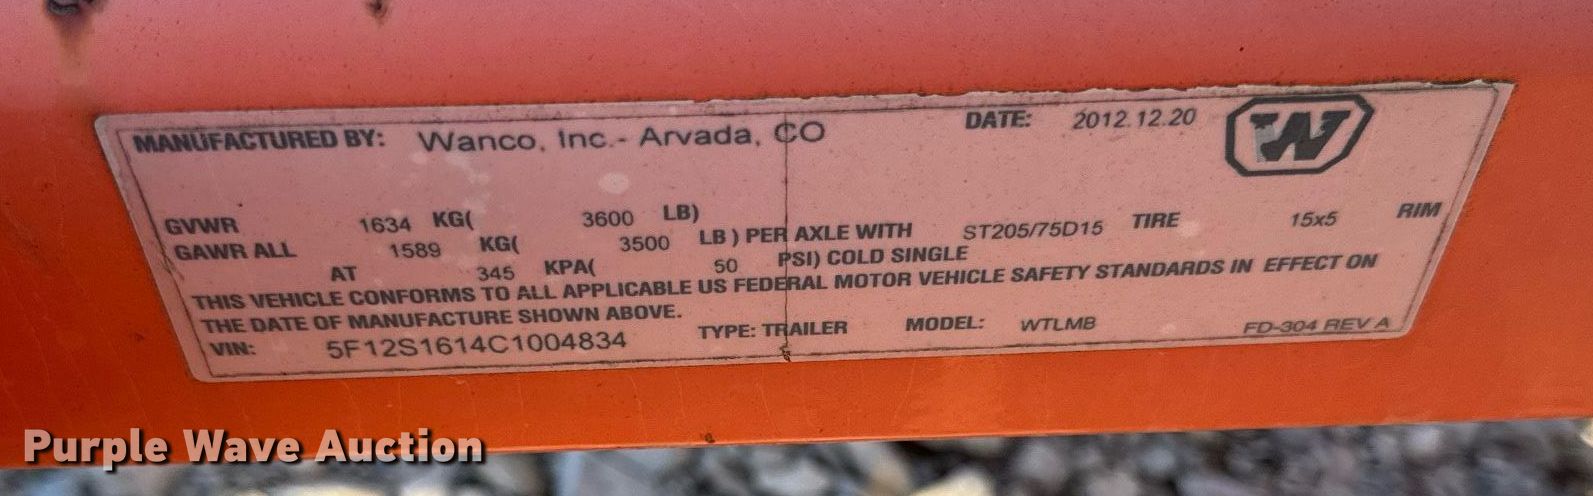 MANUFACTURED BY: Wanco, Inc.- Arvada, CO DATE: 2012.12.20 W
GVWR 1634 KG( 3600 LB)
GAWR ALL 1589 KG( 3500 LB ) PER AXLE WITH ST205/75D15 TIRE 15x5 RIM
AT 345 KPA( 50 PSI) COLD SINGLE
THIS VEHICLE CONFORMS TO ALL APPLICABLE US FEDERAL MOTOR VEHICLE SAFETY STANDARDS IN EFFECT ON
THE DATE OF MANUFACTURE SHOWN ABOVE.
VIN: 5F12S1614C1004834 TYPE: TRAILER MODEL: WTLMB FD-304 REV A
Purple Wave Auction